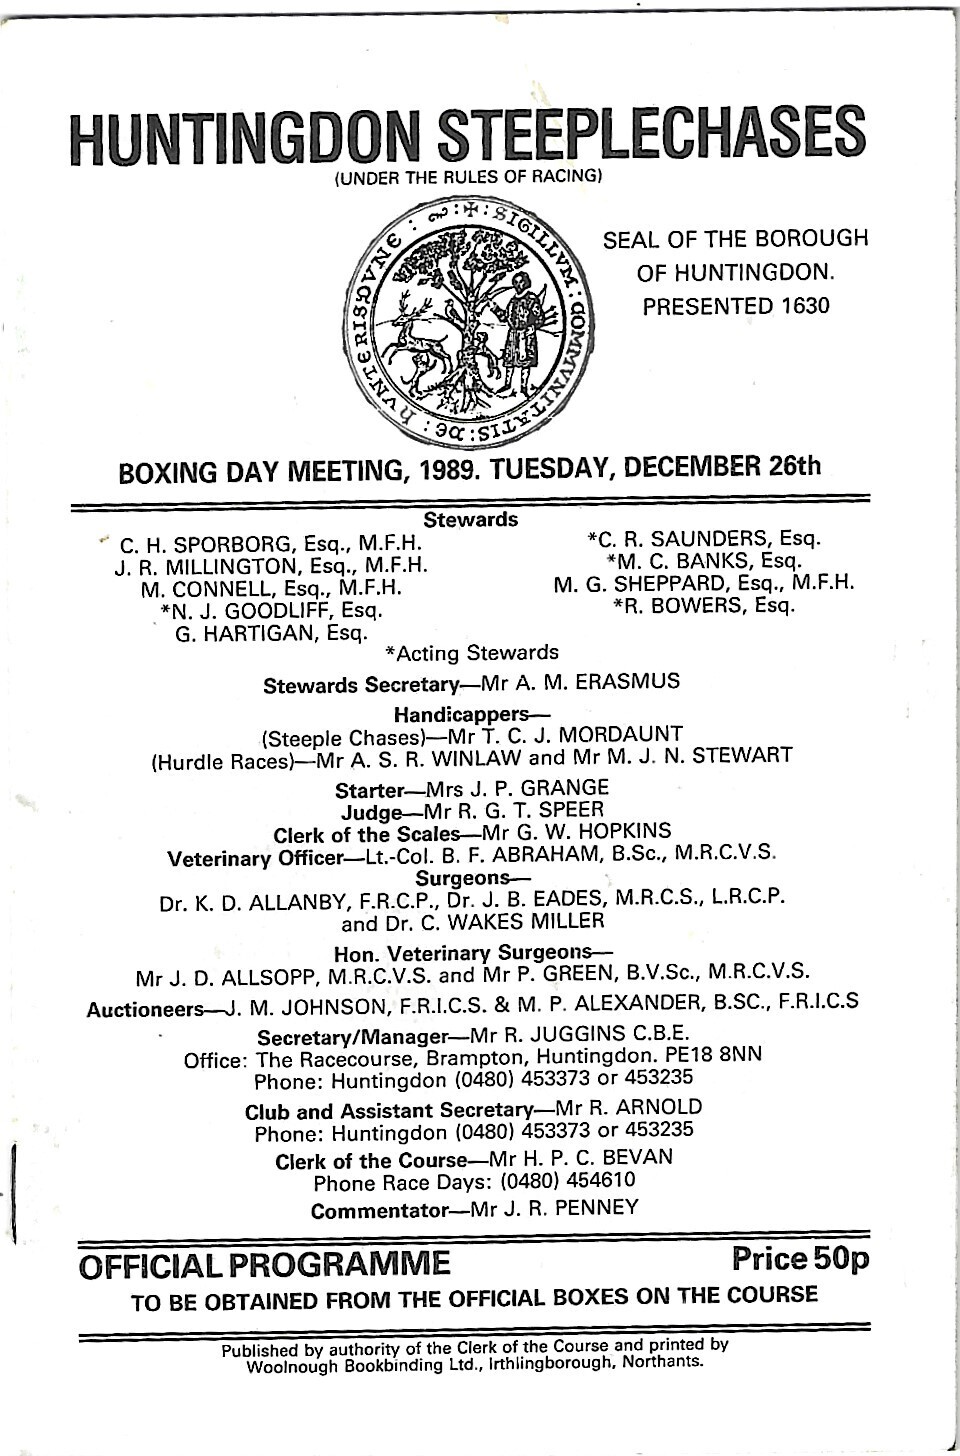 HUNTINGDON STEEPLECHASES
(UNDER THE RULES OF RACING)
SIGILLVM: COMMVNITATIS: DE: HVNTERISDVNE:
SEAL OF THE BOROUGH
OF HUNTINGDON.
PRESENTED 1630
BOXING DAY MEETING, 1989. TUESDAY, DECEMBER 26th
Stewards
C. H. SPORBORG, Esq., M.F.H.
J. R. MILLINGTON, Esq., M.F.H.
M. CONNELL, Esq., M.F.H.
*N. J. GOODLIFF, Esq.
G. HARTIGAN, Esq.
*C. R. SAUNDERS, Esq.
*M. C. BANKS, Esq.
M. G. SHEPPARD, Esq., M.F.H.
*R. BOWERS, Esq.
*Acting Stewards
Stewards Secretary—Mr A. M. ERASMUS
Handicappers—
(Steeple Chases)—Mr T. C. J. MORDAUNT
(Hurdle Races)—Mr A. S. R. WINLAW and Mr M. J. N. STEWART
Starter—Mrs J. P. GRANGE
Judge—Mr R. G. T. SPEER
Clerk of the Scales—Mr G. W. HOPKINS
Veterinary Officer—Lt.-Col. B. F. ABRAHAM, B.Sc., M.R.C.V.S.
Surgeons—
Dr. K. D. ALLANBY, F.R.C.P., Dr. J. B. EADES, M.R.C.S., L.R.C.P.
and Dr. C. WAKES MILLER
Hon. Veterinary Surgeons—
Mr J. D. ALLSOPP, M.R.C.V.S. and Mr P. GREEN, B.V.Sc., M.R.C.V.S.
Auctioneers—J. M. JOHNSON, F.R.I.C.S. & M. P. ALEXANDER, B.SC., F.R.I.C.S
Secretary/Manager—Mr R. JUGGINS C.B.E.
Office: The Racecourse, Brampton, Huntingdon. PE18 8NN
Phone: Huntingdon (0480) 453373 or 453235
Club and Assistant Secretary—Mr R. ARNOLD
Phone: Huntingdon (0480) 453373 or 453235
Clerk of the Course—Mr H. P. C. BEVAN
Phone Race Days: (0480) 454610
Commentator—Mr J. R. PENNEY
OFFICIAL PROGRAMME Price 50p
TO BE OBTAINED FROM THE OFFICIAL BOXES ON THE COURSE
Published by authority of the Clerk of the Course and printed by
Woolnough Bookbinding Ltd., Irthlingborough, Northants.